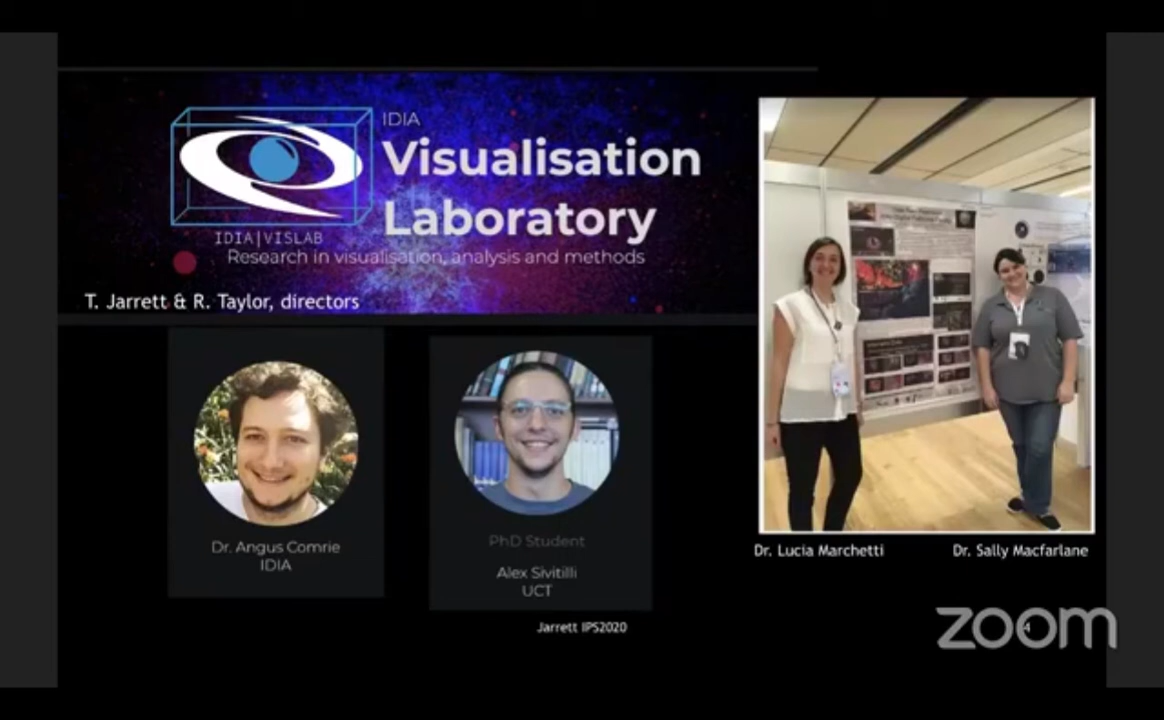 IDIA
Visualisation
Laboratory
IDIA|VISLAB
Research in visualisation, analysis and methods
T. Jarrett & R. Taylor, directors
Dr. Angus Comrie
IDIA
PhD Student
Alex Sivitilli
UCT
Dr. Lucia Marchetti
Dr. Sally Macfarlane
Jarrett IPS2020
4
zoom